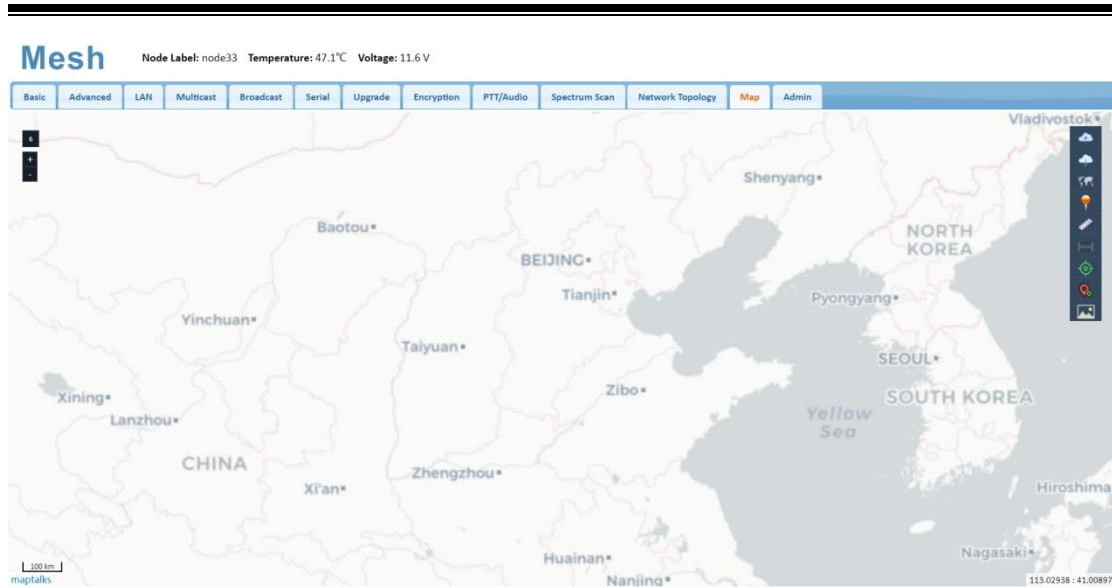 Mesh
Node Label: node33 Temperature: 47.1℃ Voltage: 11.6 V
Basic Advanced LAN Multicast Broadcast Serial Upgrade Encryption PTT/Audio Spectrum Scan Network Topology Map Admin
Vladivostok
6
+
-
Shenyang
Baotou
NORTH
KOREA
BEIJING
Tianjin
Pyongyang
Yinchuan
Taiyuan
SEOUL
Zibo
SOUTH KOREA
Xining
Yellow
Sea
Lanzhou
CHINA
Zhengzhou
Xi'an
Hiroshima
Huainan
Nagasaki
100 km
maptalks
Nanjing
113.02938 : 41.00897